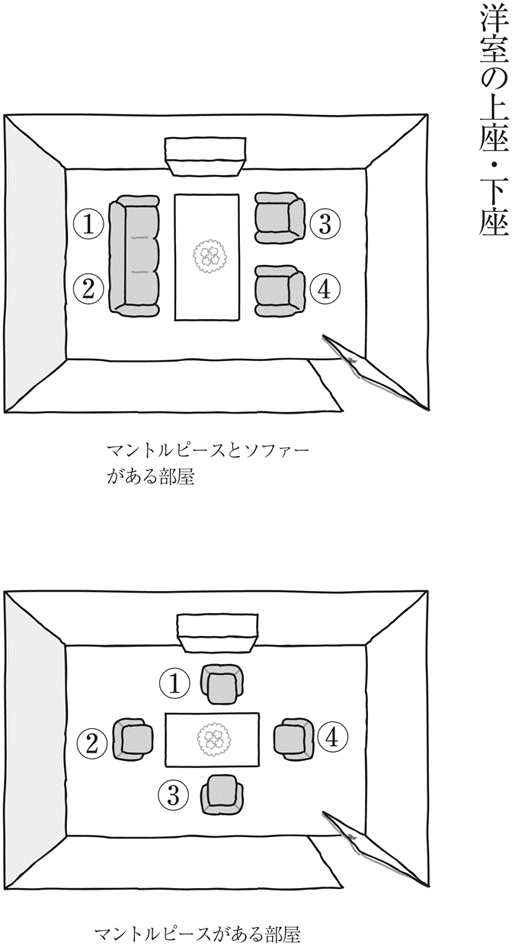 洋室の上座・下座
①
②
③
④
マントルピースとソファー
がある部屋
①
②
③
④
マントルピースがある部屋